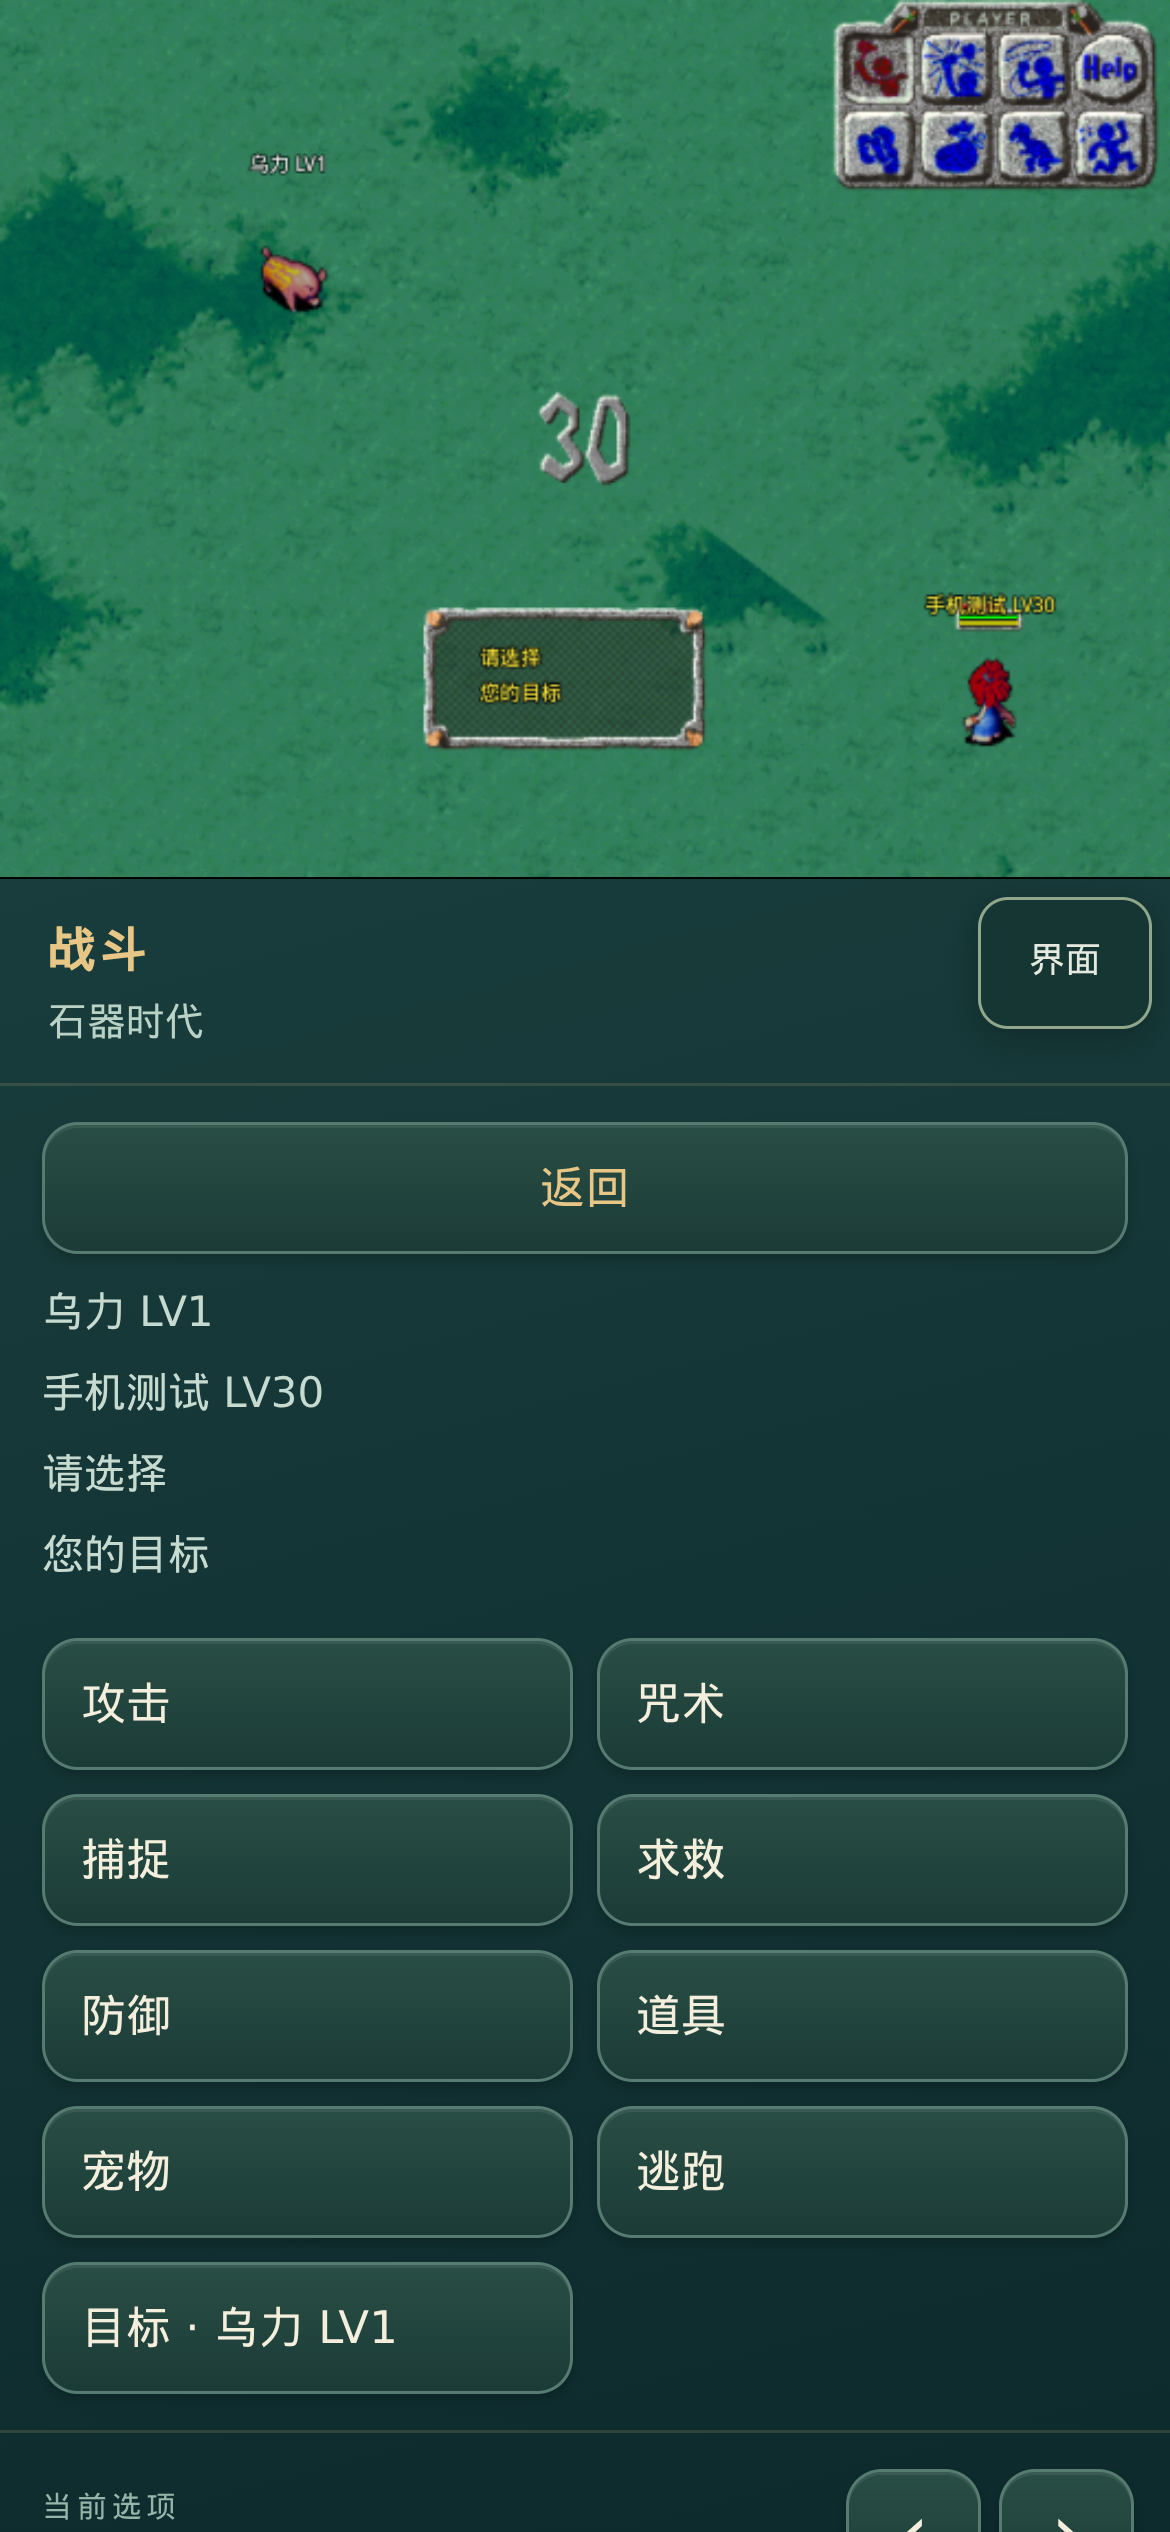 PLAYER
Help
乌力 LV1
30
手机测试 LV30
请选择
您的目标
战斗
石器时代
界面
返回
乌力 LV1
手机测试 LV30
请选择
您的目标
攻击
咒术
捕捉
求救
防御
道具
宠物
逃跑
目标 · 乌力 LV1
当前选项